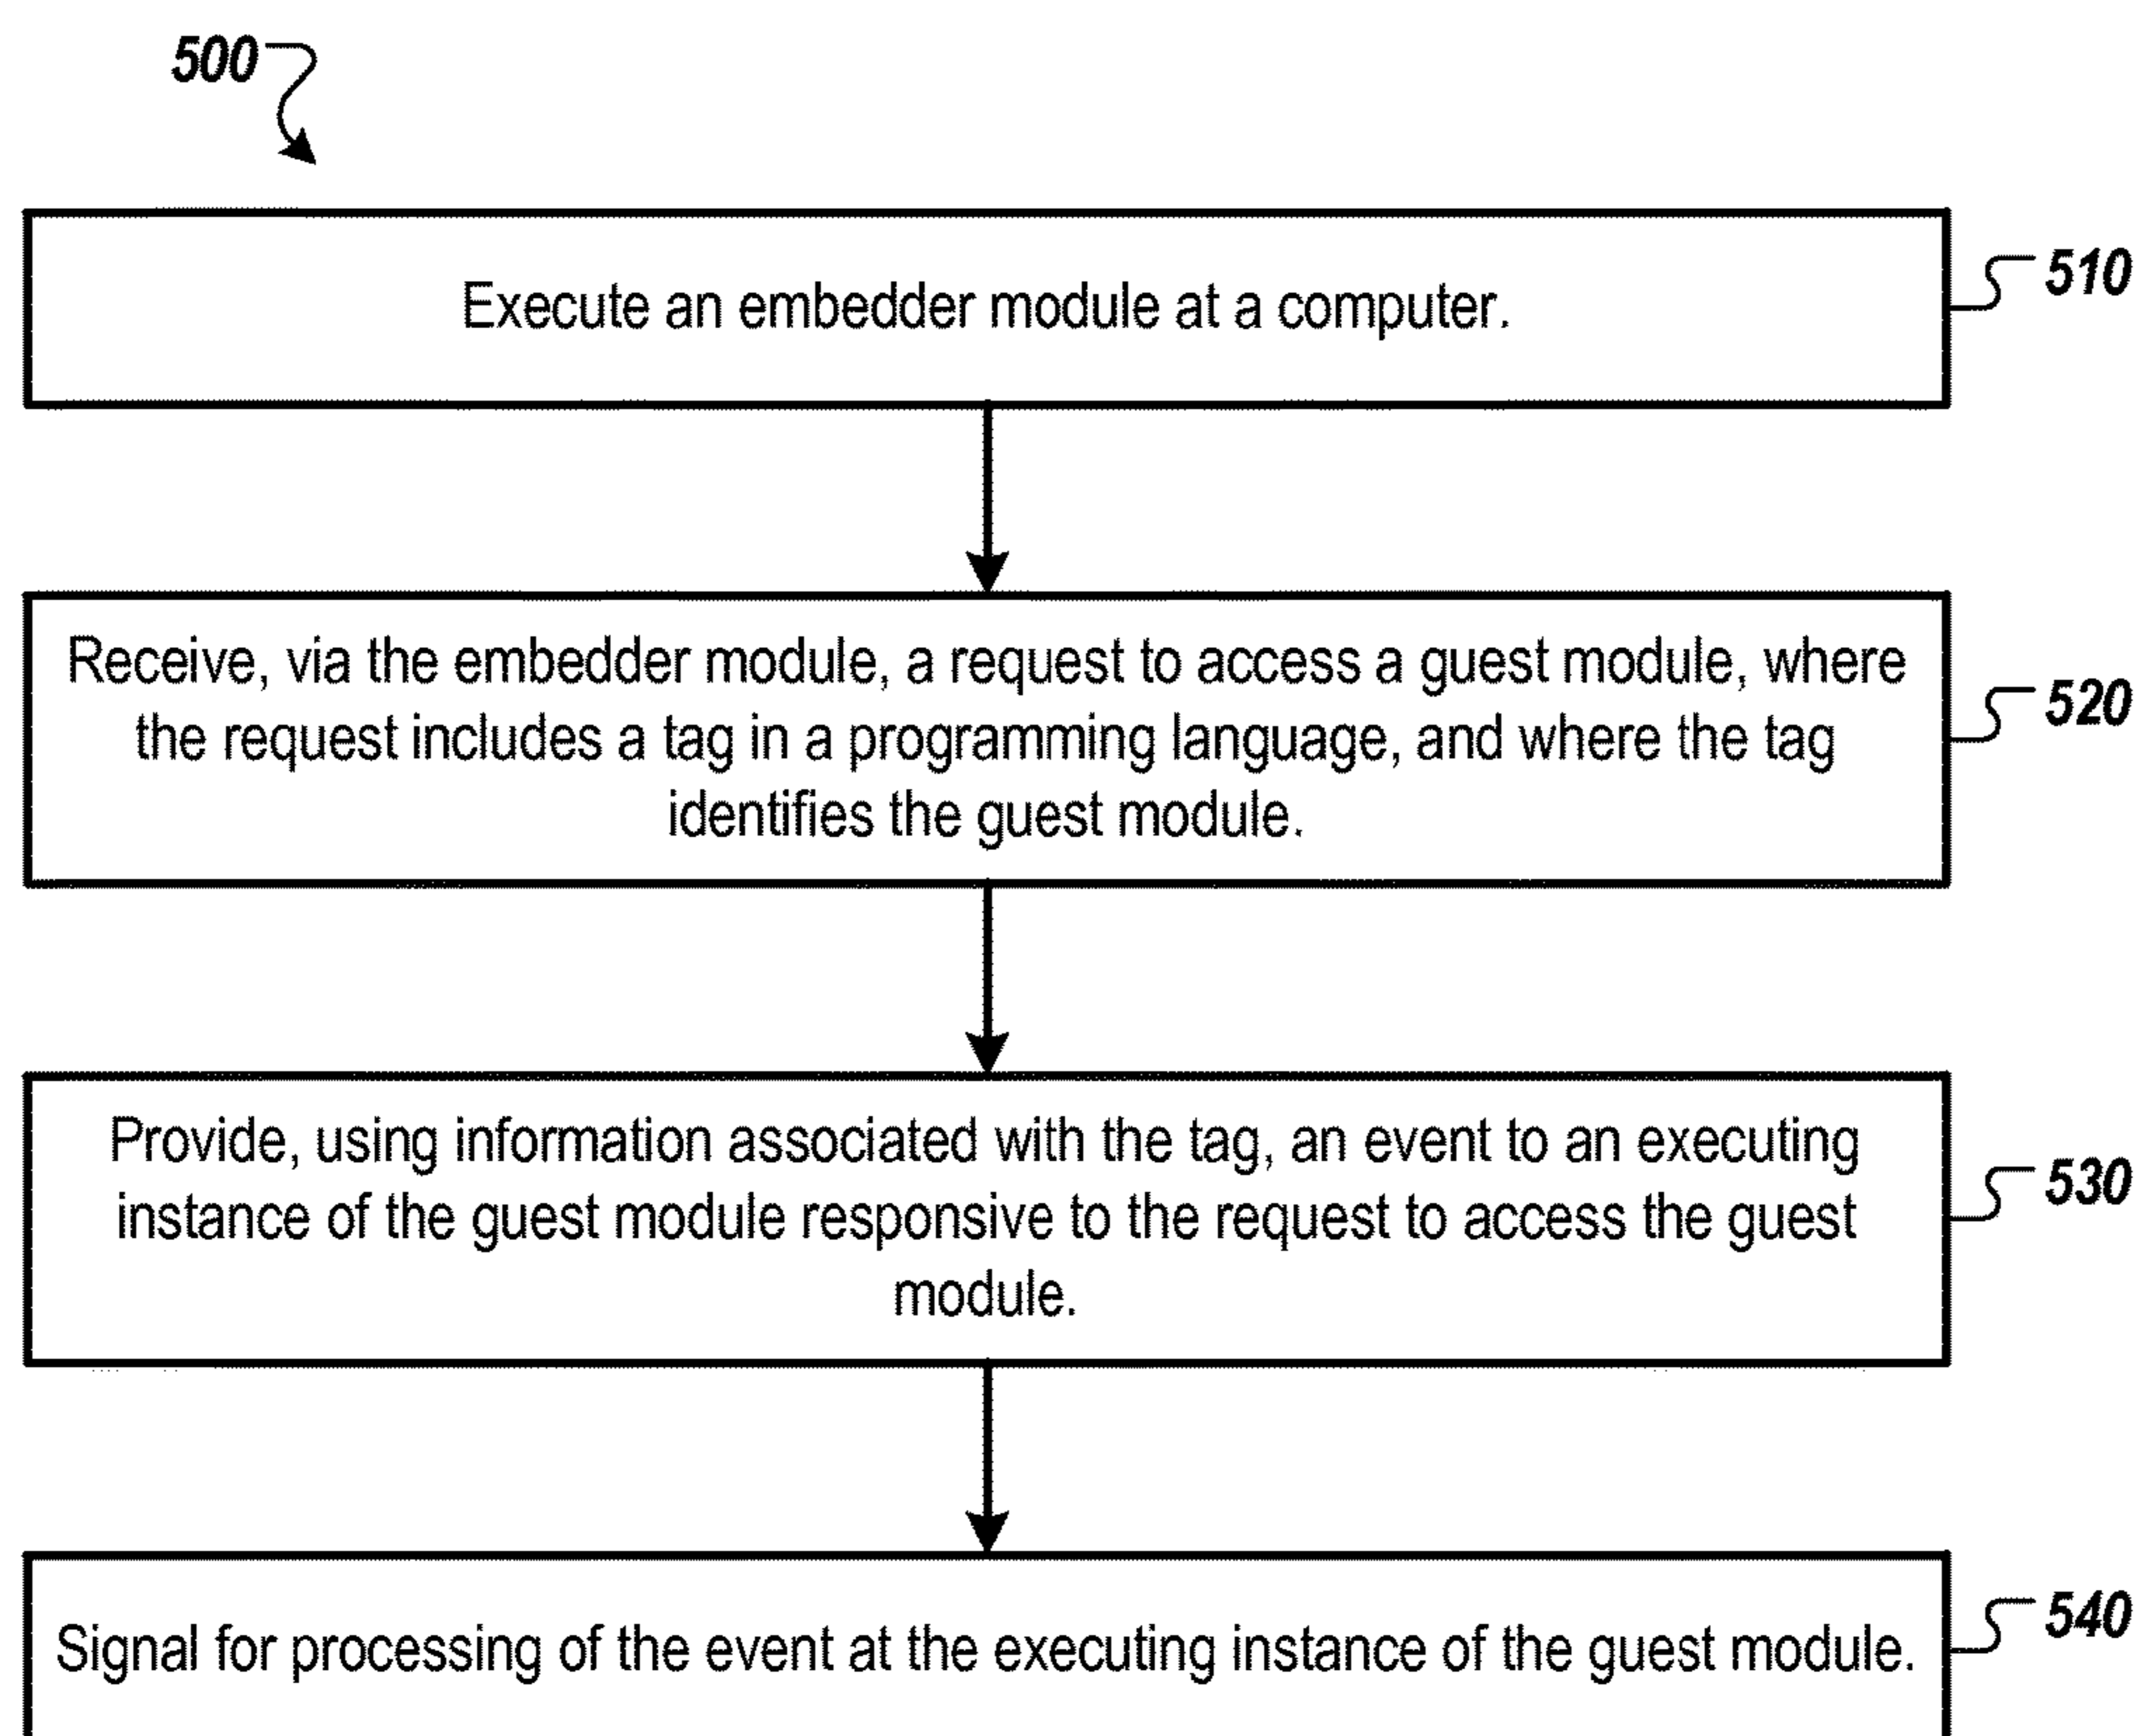 500
Execute an embedder module at a computer.
510
Receive, via the embedder module, a request to access a guest module, where
the request includes a tag in a programming language, and where the tag
identifies the guest module.
520
Provide, using information associated with the tag, an event to an executing
instance of the guest module responsive to the request to access the guest
module.
530
Signal for processing of the event at the executing instance of the guest module.
540